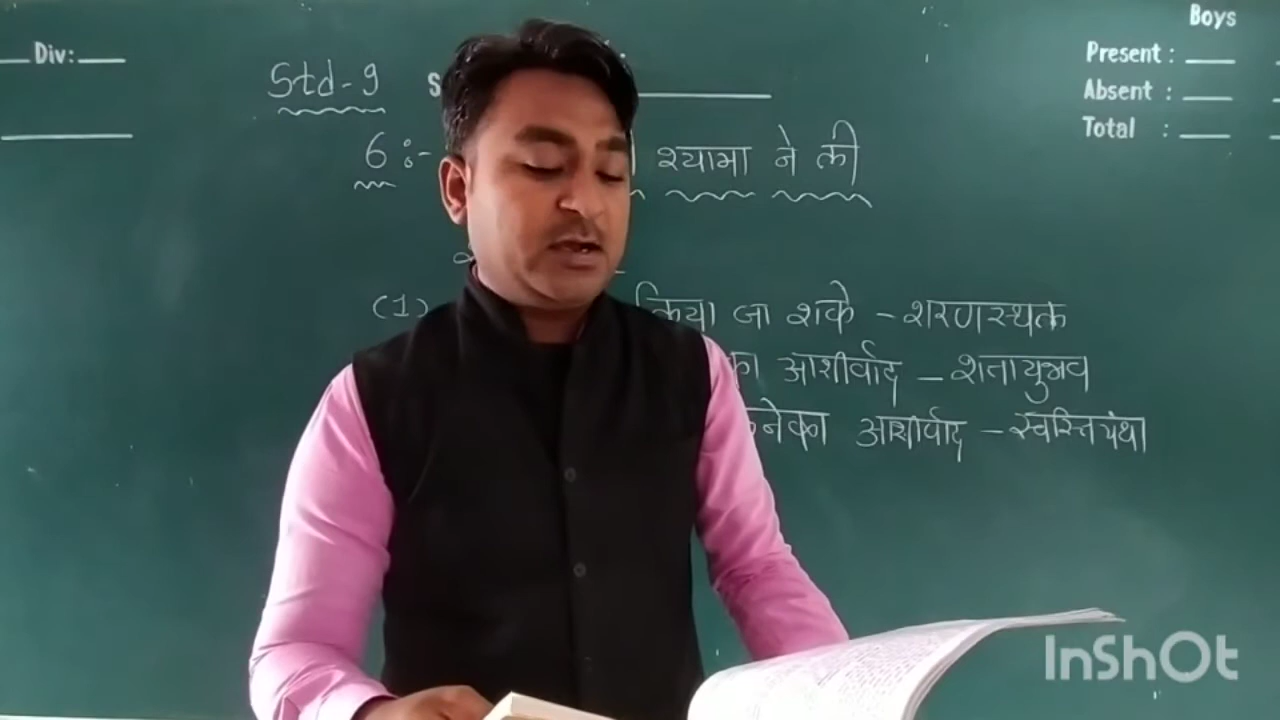 Div:
Std-9
Boys
Present :
Absent :
Total :
6 :- श्यामा ने की
(1) किया जा शके - शरणस्थल
का आशीर्वाद - शतायुभव
नेका आशीर्वाद - स्वस्तिपंथा
InShOt